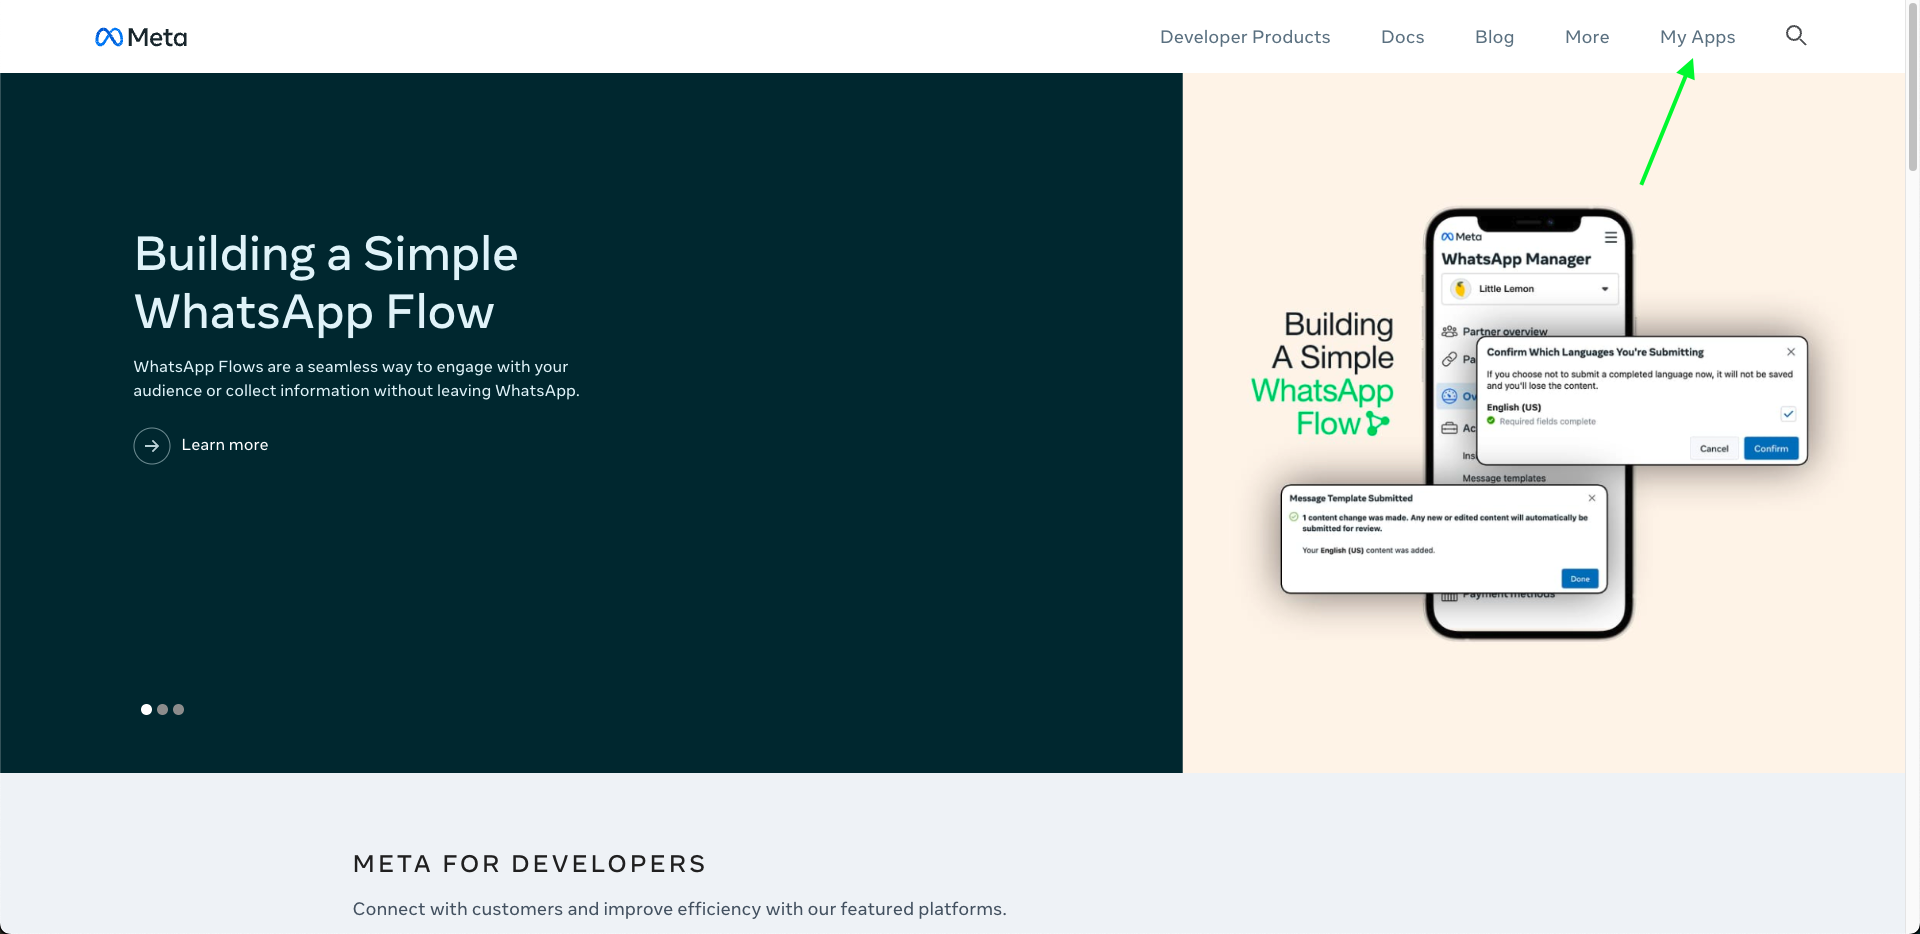 Meta
Developer Products
Docs
Blog
More
My Apps
Building a Simple
WhatsApp Flow
WhatsApp Flows are a seamless way to engage with your
audience or collect information without leaving WhatsApp.
Learn more
Building
A Simple
WhatsApp
Flow
Meta
WhatsApp Manager
Little Lemon
Partner overview
Pa
Ov
Ac
Ins
Message templates
Payment methods
Confirm Which Languages You're Submitting
If you choose not to submit a completed language now, it will not be saved
and you'll lose the content.
English (US)
Required fields complete
Cancel
Confirm
Message Template Submitted
1 content change was made. Any new or edited content will automatically be
submitted for review.
Your English (US) content was added.
Done
META FOR DEVELOPERS
Connect with customers and improve efficiency with our featured platforms.